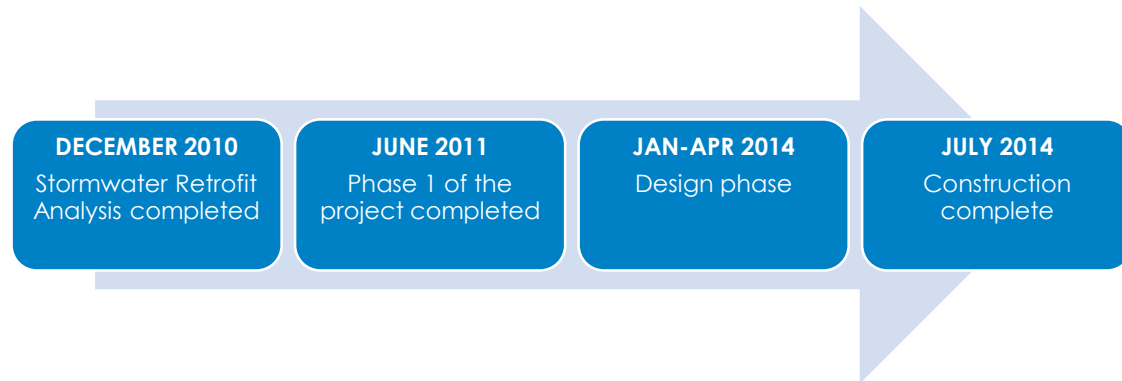 DECEMBER 2010
Stormwater Retrofit
Analysis completed
JUNE 2011
Phase 1 of the
project completed
JAN-APR 2014
Design phase
JULY 2014
Construction
complete